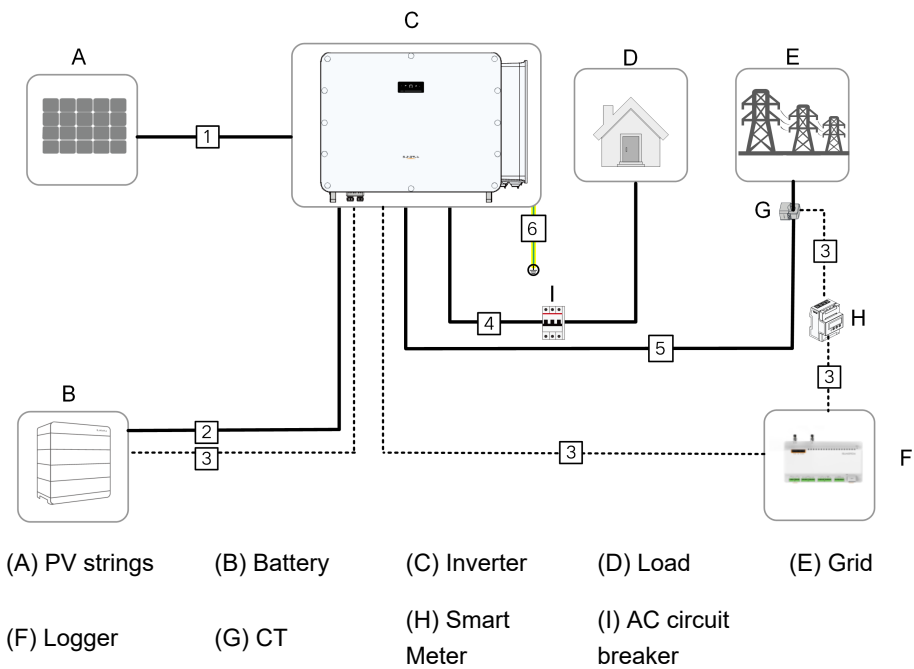 C
A
D
E
1
6
G
3
I
H
4
5
3
B
2
3
3
F
(A) PV strings
(B) Battery
(C) Inverter
(D) Load
(E) Grid
(F) Logger
(G) CT
(H) Smart
Meter
(I) AC circuit
breaker